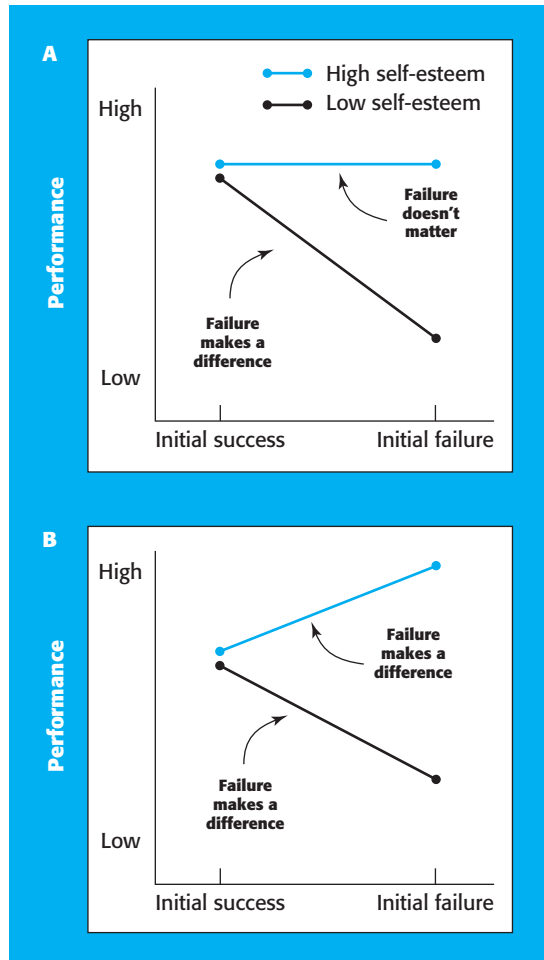 A
High self-esteem
Low self-esteem
High
Performance
Failure
doesn't
matter
Failure
makes a
difference
Low
Initial success
Initial failure
B
High
Performance
Failure
makes a
difference
Failure
makes a
difference
Low
Initial success
Initial failure